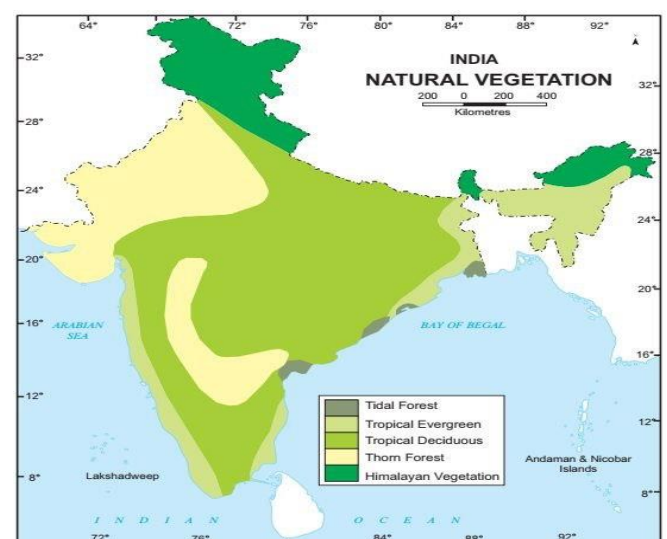 64° 72° 76° 84° 88° 92°
INDIA
NATURAL VEGETATION
200 0 200 400
Kilometres
32° 32°
28° 28°
24° 24°
20° 20°
16° 16°
12° 12°
8° 8°
ARABIAN
SEA
BAY OF BEGAL
Tidal Forest
Tropical Evergreen
Tropical Deciduous
Thorn Forest
Himalayan Vegetation
Lakshadweep
Andaman & Nicobar
Islands
INDIAN OCEAN
72° 76° 84° 88° 92°